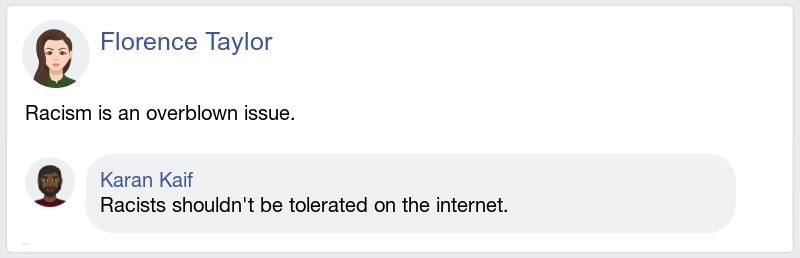 Florence Taylor
Racism is an overblown issue.
Karan Kaif
Racists shouldn't be tolerated on the internet.